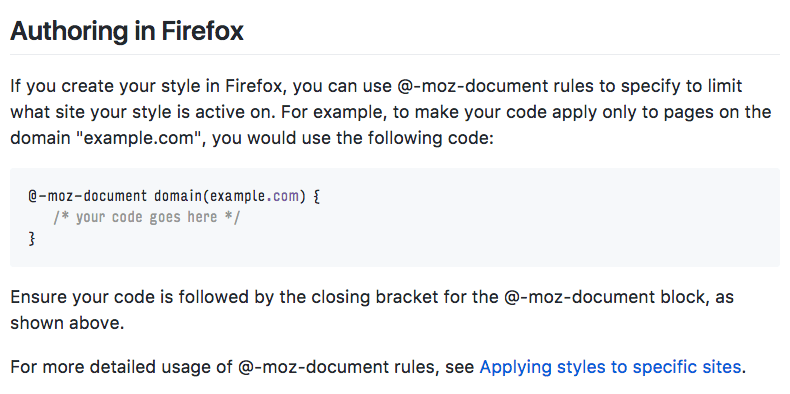 Authoring in Firefox
If you create your style in Firefox, you can use @-moz-document rules to specify to limit
what site your style is active on. For example, to make your code apply only to pages on the
domain "example.com", you would use the following code:
@-moz-document domain(example.com) {
   /* your code goes here */
}
Ensure your code is followed by the closing bracket for the @-moz-document block, as
shown above.
For more detailed usage of @-moz-document rules, see Applying styles to specific sites.